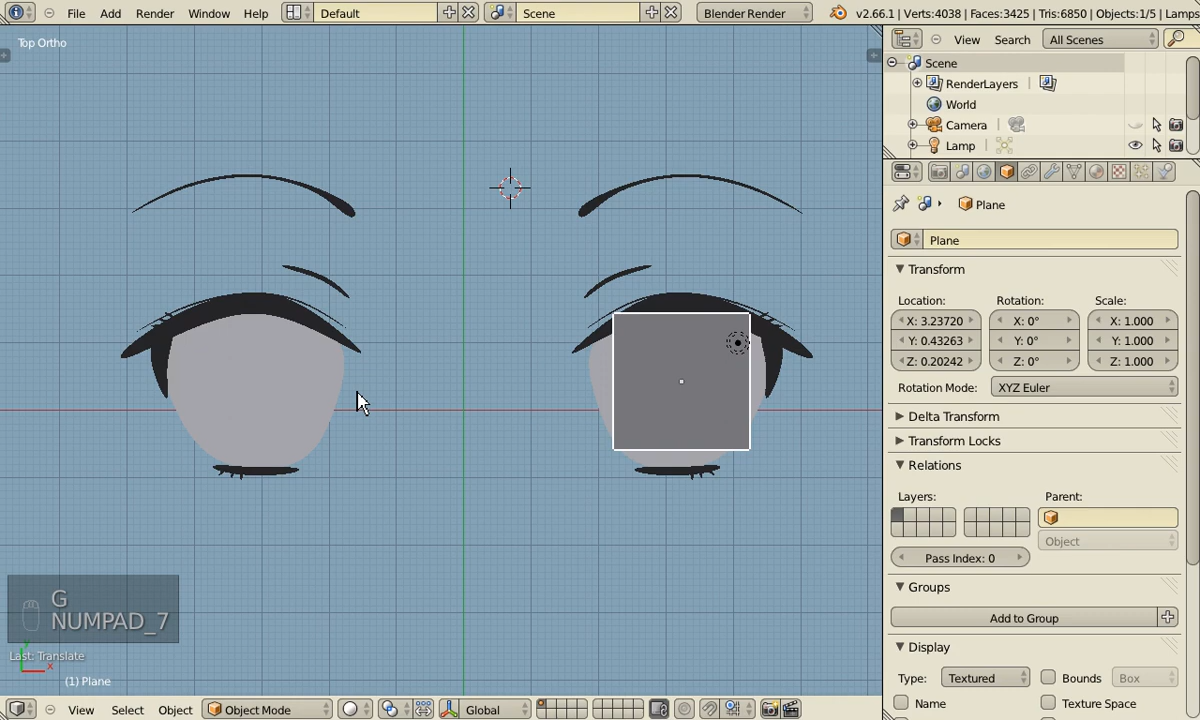 File Add Render Window Help Default Scene Blender Render v2.66.1 | Verts:4038 | Faces:3425 | Tris:6850 | Objects:1/5 | Lamps
Top Ortho
View Search All Scenes
Scene
RenderLayers
World
Camera
Lamp
Plane
Plane
Transform
Location: Rotation: Scale:
X: 3.23720 X: 0° X: 1.000
Y: 0.43263 Y: 0° Y: 1.000
Z: 0.20242 Z: 0° Z: 1.000
Rotation Mode: XYZ Euler
Delta Transform
Transform Locks
Relations
Layers: Parent:
Object
Pass Index: 0
Groups
Add to Group
Display
Type: Textured Bounds Box
Name Texture Space
G
NUMPAD_7
Last: Translate
y
x
(1) Plane
View Select Object Object Mode Global